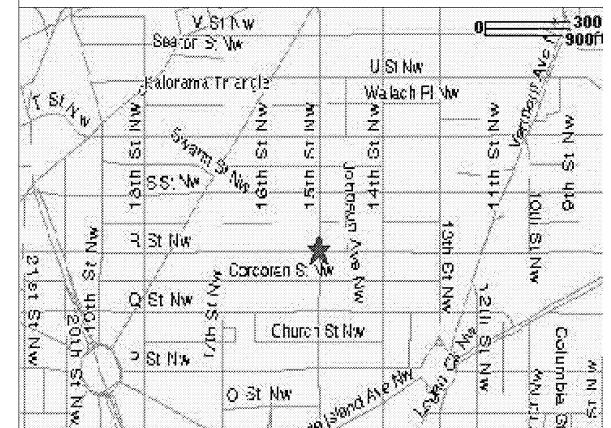 V St Nw
Seaton St Nw
0 300
900ft
U St Nw
Kalorama Triangle
Walach Pl Nw
T St Nw
Vermont Ave
Swann St Nw
18th St Nw
16th St Nw
15th St Nw
14th St Nw
11th St Nw
Johnson Ave NW
S St Nw
10th St Nw
R St Nw
13th St NW
Corcoran St Nw
21st St Nw
19th St Nw
20th St Nw
Q St Nw
17th St Nw
12th St Nw
Church St Nw
Logan Cir Nw
P St Nw
O St Nw
Island Ave Nw
Columbia